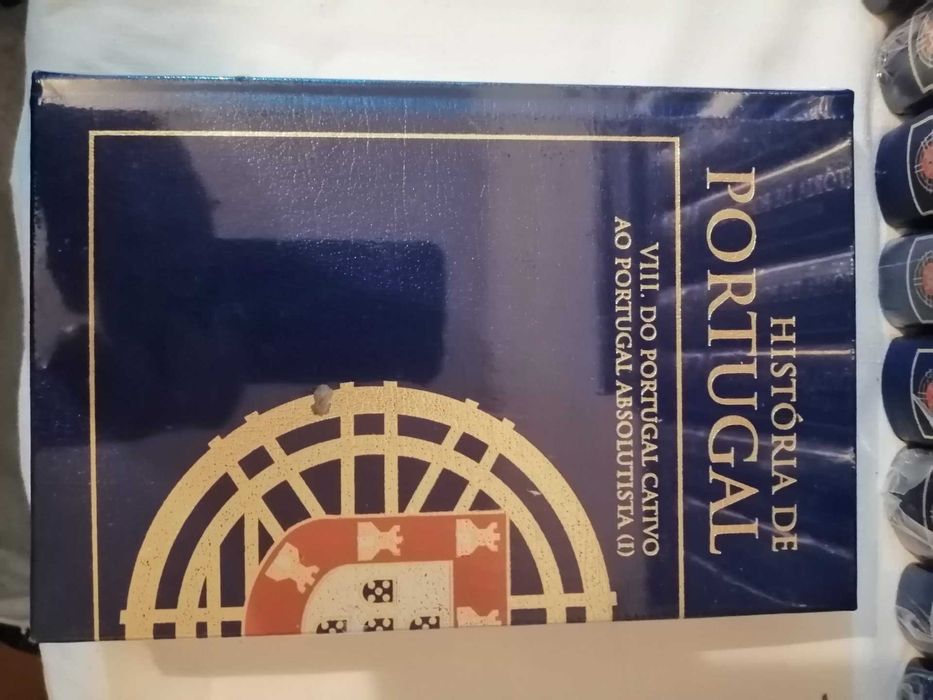 HISTÓRIA DE
PORTUGAL
VIII. DO PORTUGAL CATIVO
AO PORTUGAL ABSOLUTISTA (I)